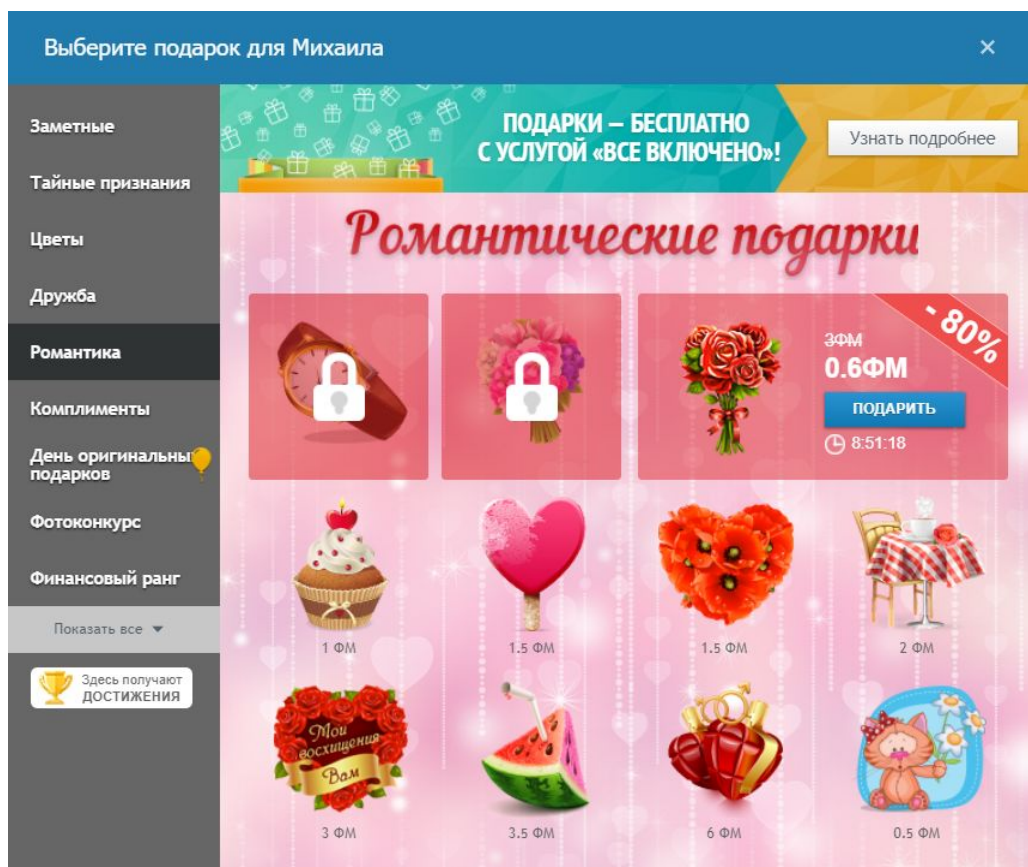 Выберите подарок для Михаила
×
Заметные
Тайные признания
Цветы
Дружба
Романтика
Комплименты
День оригинальных
подарков
Фотоконкурс
Финансовый ранг
Показать все
Здесь получают
ДОСТИЖЕНИЯ
ПОДАРКИ – БЕСПЛАТНО
С УСЛУГОЙ «ВСЕ ВКЛЮЧЕНО»!
Узнать подробнее
Романтические подарки
- 80%
3ФМ
0.6ФМ
ПОДАРИТЬ
8:51:18
1 ФМ
1.5 ФМ
1.5 ФМ
2 ФМ
Мои
восхищения
Вам
3 ФМ
3.5 ФМ
6 ФМ
0.5 ФМ